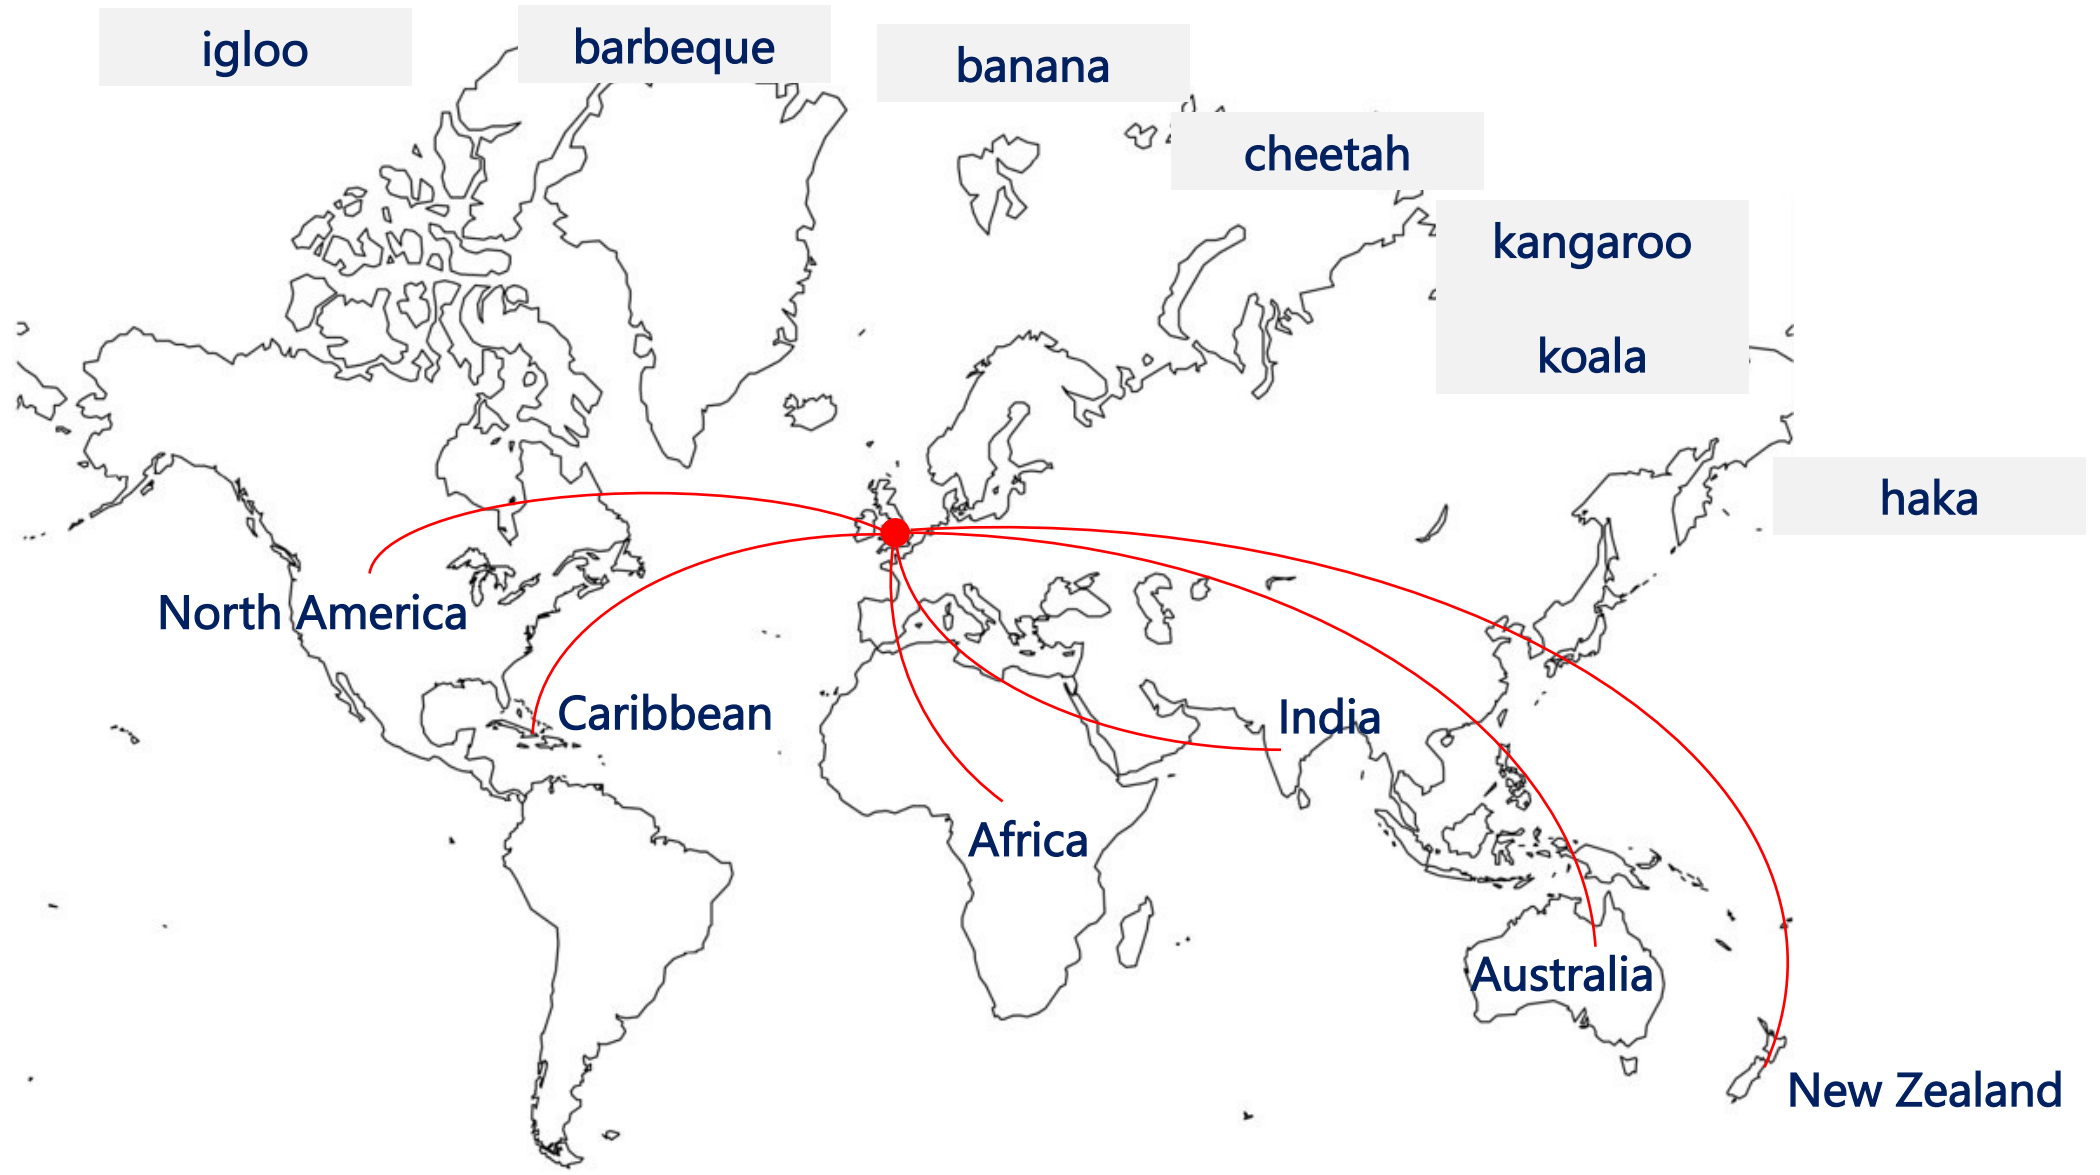 igloo
barbeque
banana
cheetah
kangaroo
koala
haka
North America
Caribbean
India
Africa
Australia
New Zealand